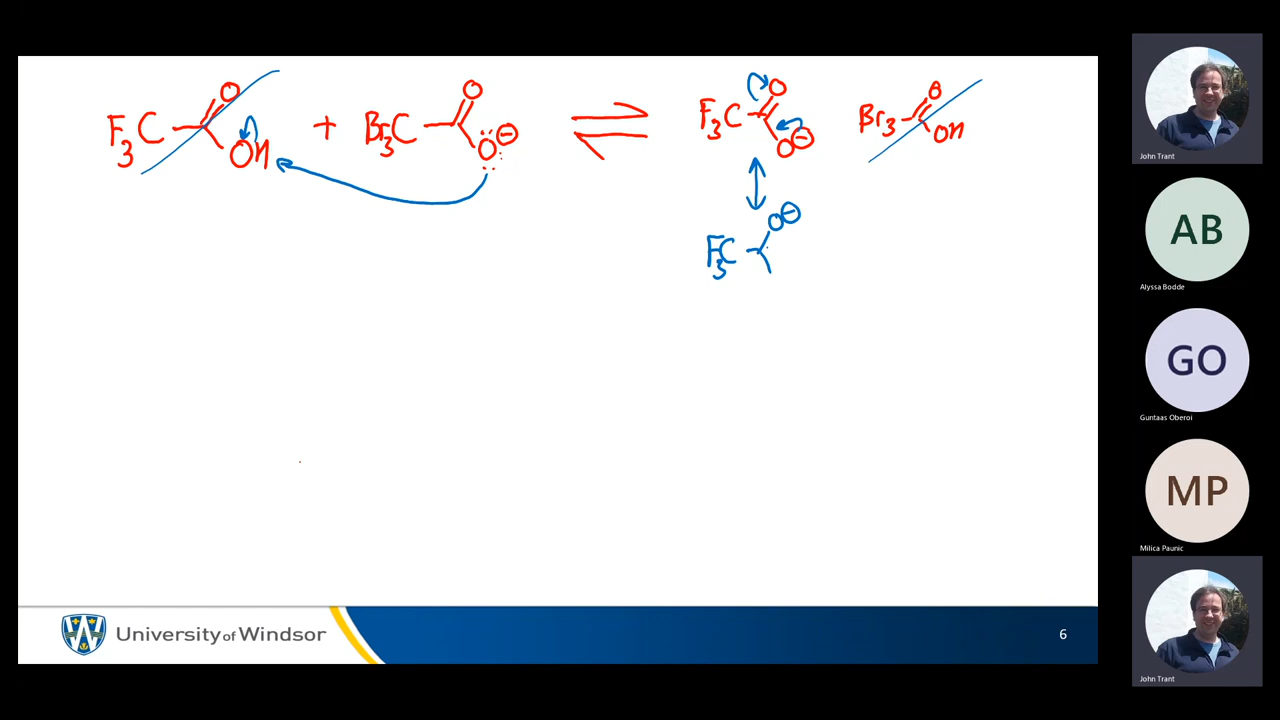 F3C O OH + Br3C O O⊖ ⇌ F3C O O⊖ Br3 O OH
F3C O⊖
University of Windsor
6
John Trant
AB
Alyssa Bodde
GO
Guntaas Oberoi
MP
Milica Paunic
John Trant